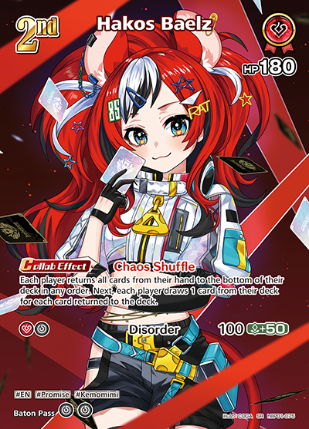 2nd
Hakos Baelz
HP180
85
RAT
Collab Effect
Chaos Shuffle
Each player returns all cards from their hand to the bottom of their
deck in any order. Next, each player draws 1 card from their deck
for each card returned to the deck.
Disorder 100 +50
#EN #Promise #Kemomimi
Baton Pass